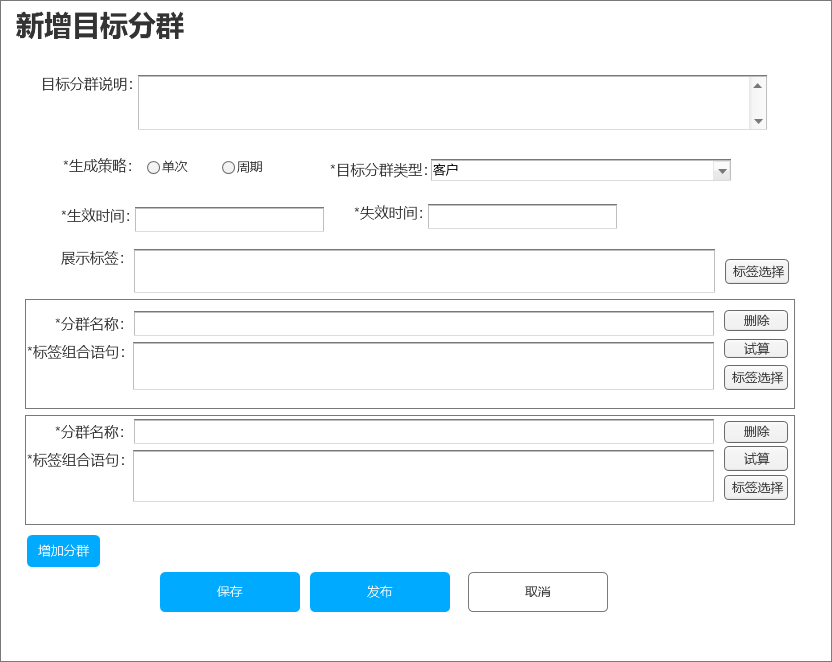 新增目标分群
目标分群说明：
*生成策略： 单次 周期 *目标分群类型： 客户
*生效时间： *失效时间：
展示标签：
标签选择
*分群名称： 删除
*标签组合语句： 试算
标签选择
*分群名称： 删除
*标签组合语句： 试算
标签选择
增加分群
保存 发布 取消